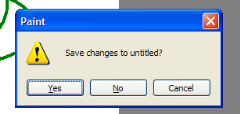 Paint
Save changes to untitled?
Yes
No
Cancel